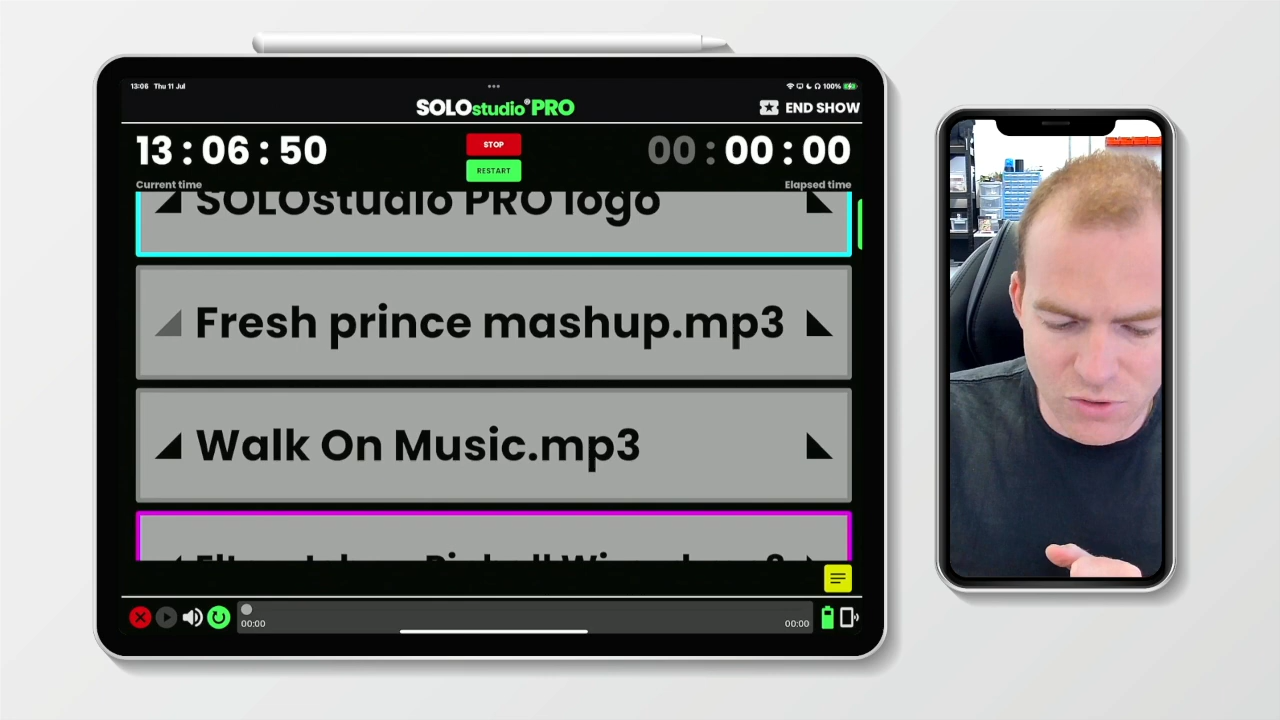 13:06 Thu 11 Jul
100%
SOLOstudio® PRO
END SHOW
13 : 06 : 50
STOP
RESTART
00 : 00 : 00
Current time
Elapsed time
SOLOstudio PRO logo
Fresh prince mashup.mp3
Walk On Music.mp3
00:00
00:00